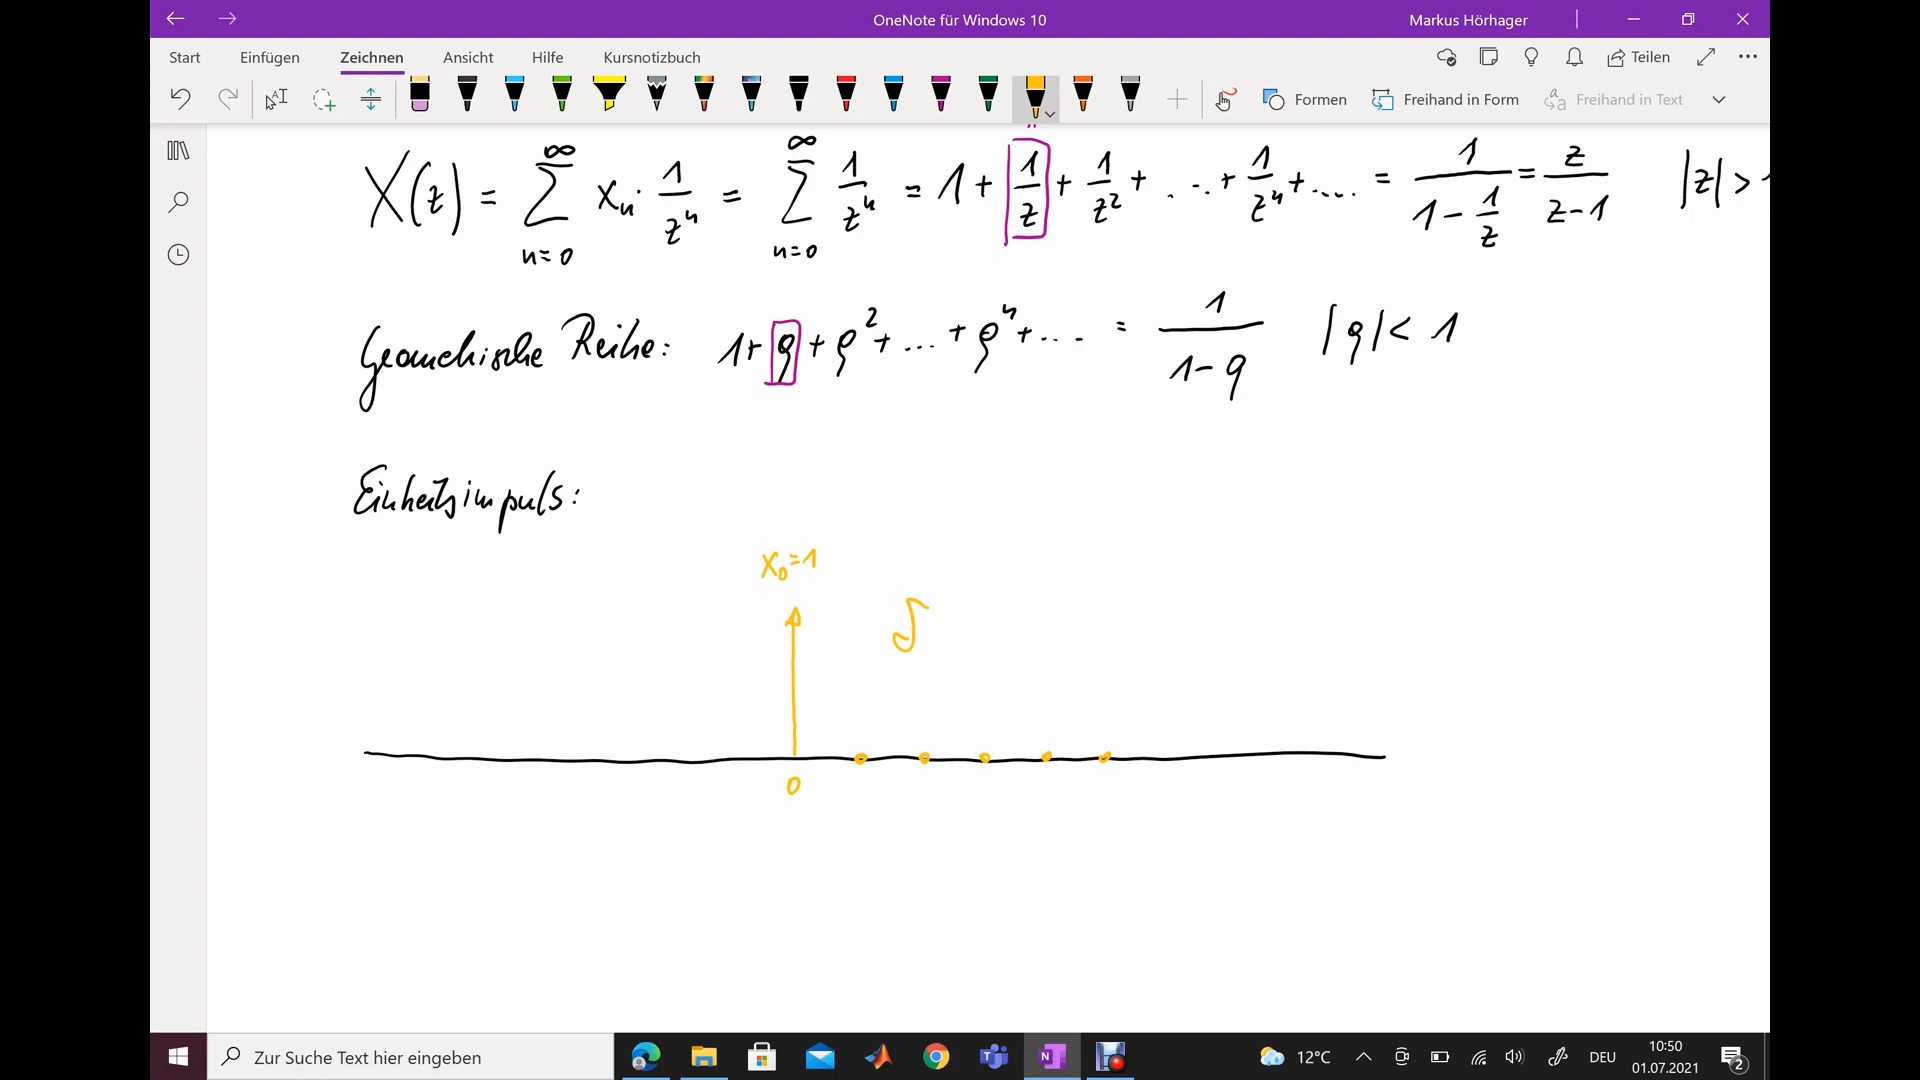 OneNote für Windows 10
Markus Hörhager
Start Einfügen Zeichnen Ansicht Hilfe Kursnotizbuch Teilen
Formen Freihand in Form Freihand in Text
X(z) = ∑_{n=0}^{∞} x_n · 1/z^n = ∑_{n=0}^{∞} 1/z^n = 1 + 1/z + 1/z² + ..... + 1/z^n + .... = 1/(1 - 1/z) = z/(z-1) |z| >
Geometrische Reihe: 1 + q + q² + ... + q^n + ... = 1/(1-q) |q| < 1
Einheitsimpuls:
x₀=1
δ
0
Zur Suche Text hier eingeben
12°C
DEU
10:50
01.07.2021
2